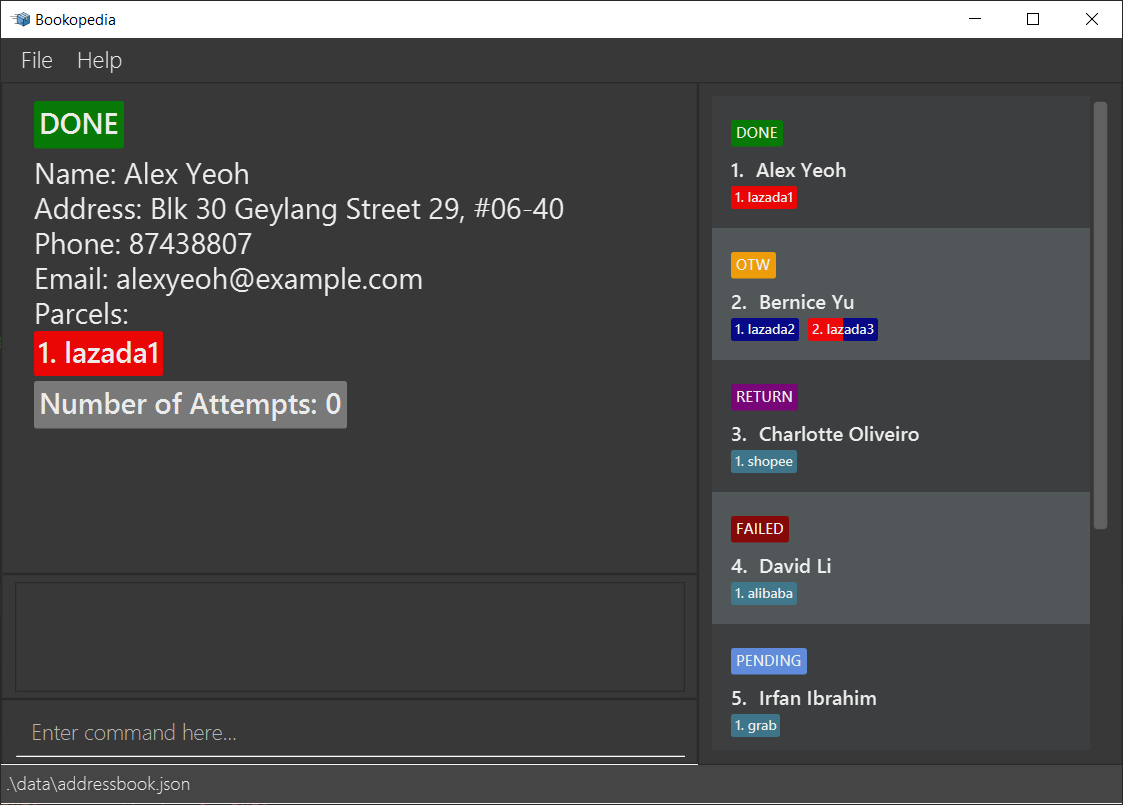 Bookopedia
File Help
DONE
Name: Alex Yeoh
Address: Blk 30 Geylang Street 29, #06-40
Phone: 87438807
Email: alexyeoh@example.com
Parcels:
1. lazada1
Number of Attempts: 0
Enter command here...
DONE
1. Alex Yeoh
1. lazada1
OTW
2. Bernice Yu
1. lazada2 2. lazada3
RETURN
3. Charlotte Oliveiro
1. shopee
FAILED
4. David Li
1. alibaba
PENDING
5. Irfan Ibrahim
1. grab
.\data\addressbook.json